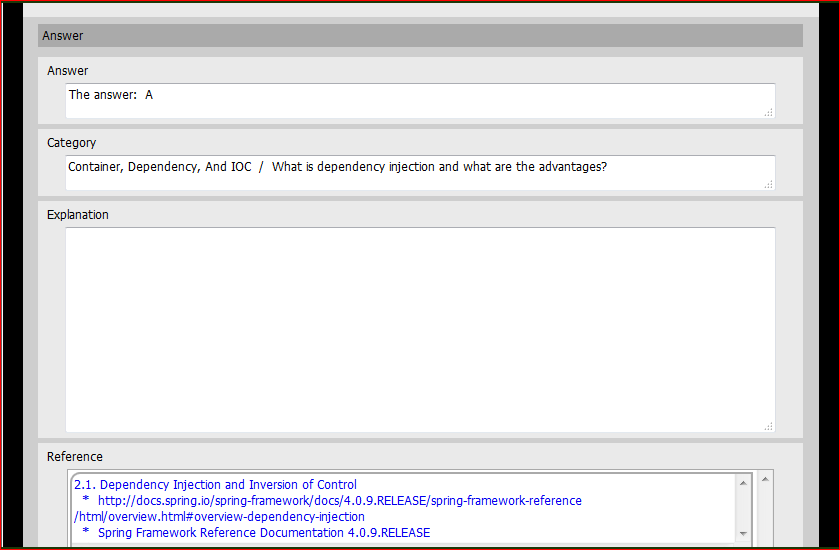 Answer
Answer
The answer:  A
Category
Container, Dependency, And IOC  /  What is dependency injection and what are the advantages?
Explanation
Reference
2.1. Dependency Injection and Inversion of Control
*  http://docs.spring.io/spring-framework/docs/4.0.9.RELEASE/spring-framework-reference
/html/overview.html#overview-dependency-injection
*  Spring Framework Reference Documentation 4.0.9.RELEASE